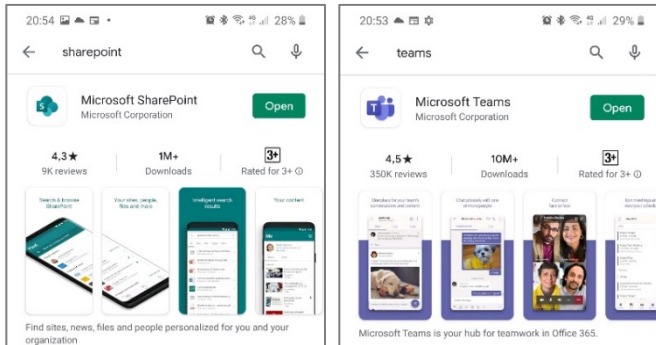 20:54 28%
sharepoint
Microsoft SharePoint
Microsoft Corporation
Open
4,3★ 1M+ 3+
9K reviews Downloads Rated for 3+
Search & browse
SharePoint
Your sites, people,
files and more
Intelligent search
results
Your content
Find sites, news, files and people personalized for you and your
organization
20:53 29%
teams
Microsoft Teams
Microsoft Corporation
Open
4,5★ 10M+ 3+
350K reviews Downloads Rated for 3+
Chat privately with one
or more people
Connect
face to face
Microsoft Teams is your hub for teamwork in Office 365.